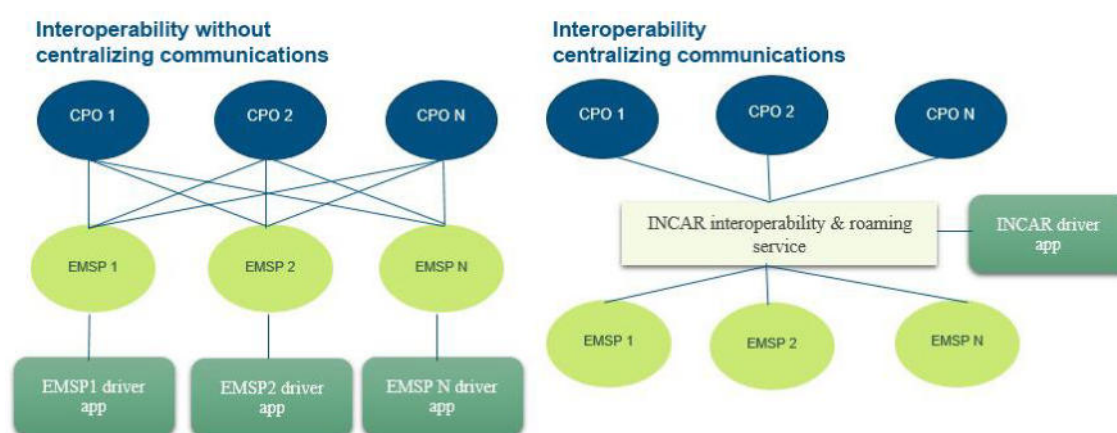 Interoperability without
centralizing communications
CPO 1
CPO 2
CPO N
EMSP 1
EMSP 2
EMSP N
EMSP1 driver
app
EMSP2 driver
app
EMSP N driver
app
Interoperability
centralizing communications
CPO 1
CPO 2
CPO N
INCAR interoperability & roaming
service
INCAR driver
app
EMSP 1
EMSP 2
EMSP N